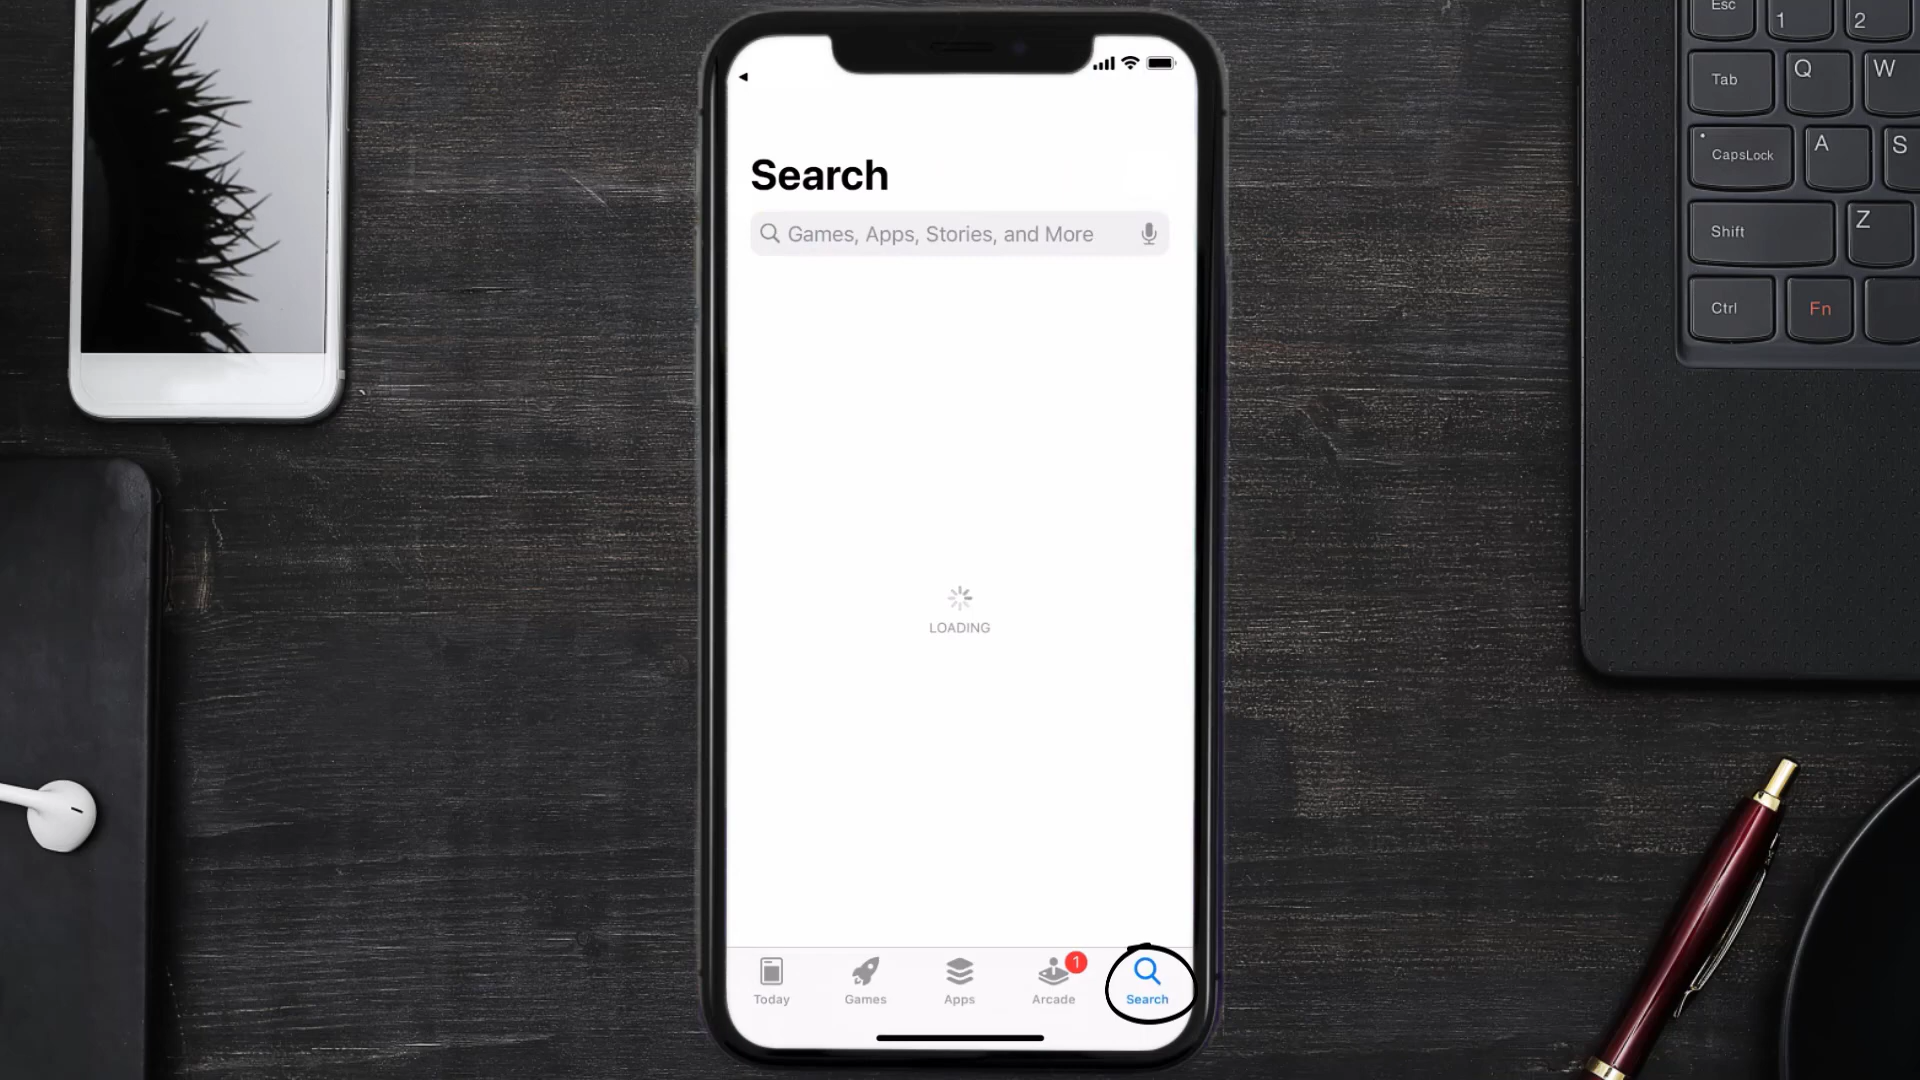 Search
Games, Apps, Stories, and More
LOADING
Today
Games
Apps
Arcade
1
Search
Esc
1
2
Tab
Q
W
CapsLock
A
S
Shift
Z
Ctrl
Fn